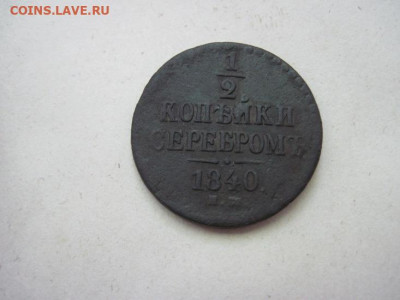 COINS.LAVE.RU
1
2
КОПѢЙКИ
СЕРЕБРОМЪ
1840.